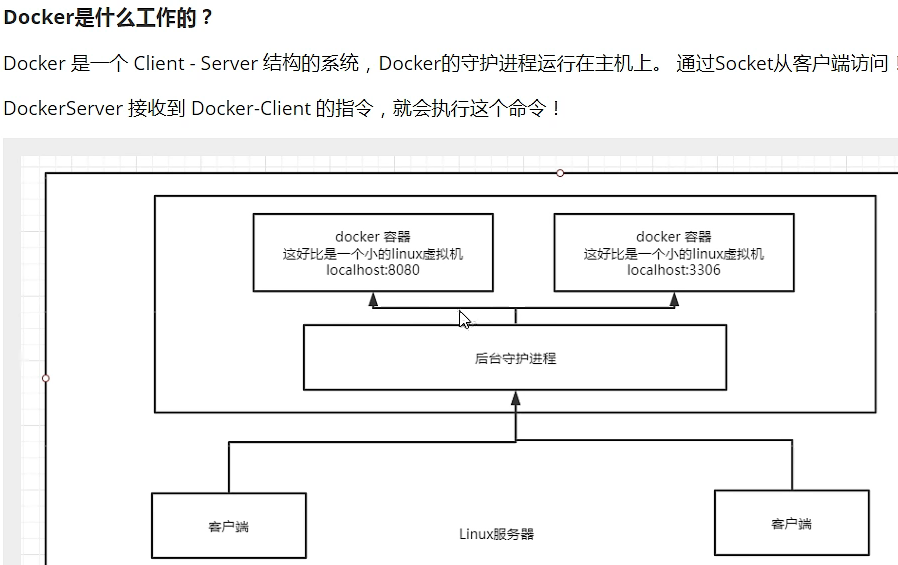 Docker是什么工作的？
Docker 是一个 Client - Server 结构的系统，Docker的守护进程运行在主机上。 通过Socket从客户端访问！
DockerServer 接收到 Docker-Client 的指令，就会执行这个命令！
docker 容器
这好比是一个小的linux虚拟机
localhost:8080
docker 容器
这好比是一个小的linux虚拟机
localhost:3306
后台守护进程
客户端
Linux服务器
客户端